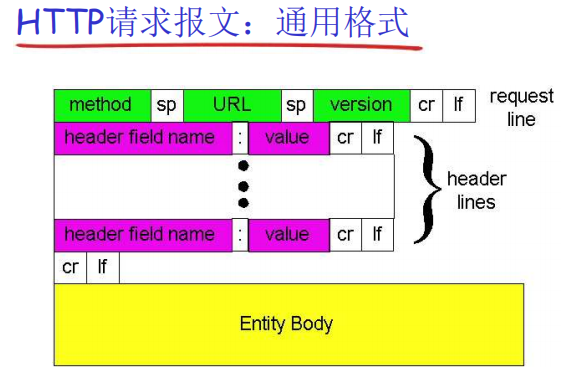 HTTP请求报文：通用格式
method sp URL sp version cr lf request line
header field name : value cr lf
header lines
header field name : value cr lf
cr lf
Entity Body